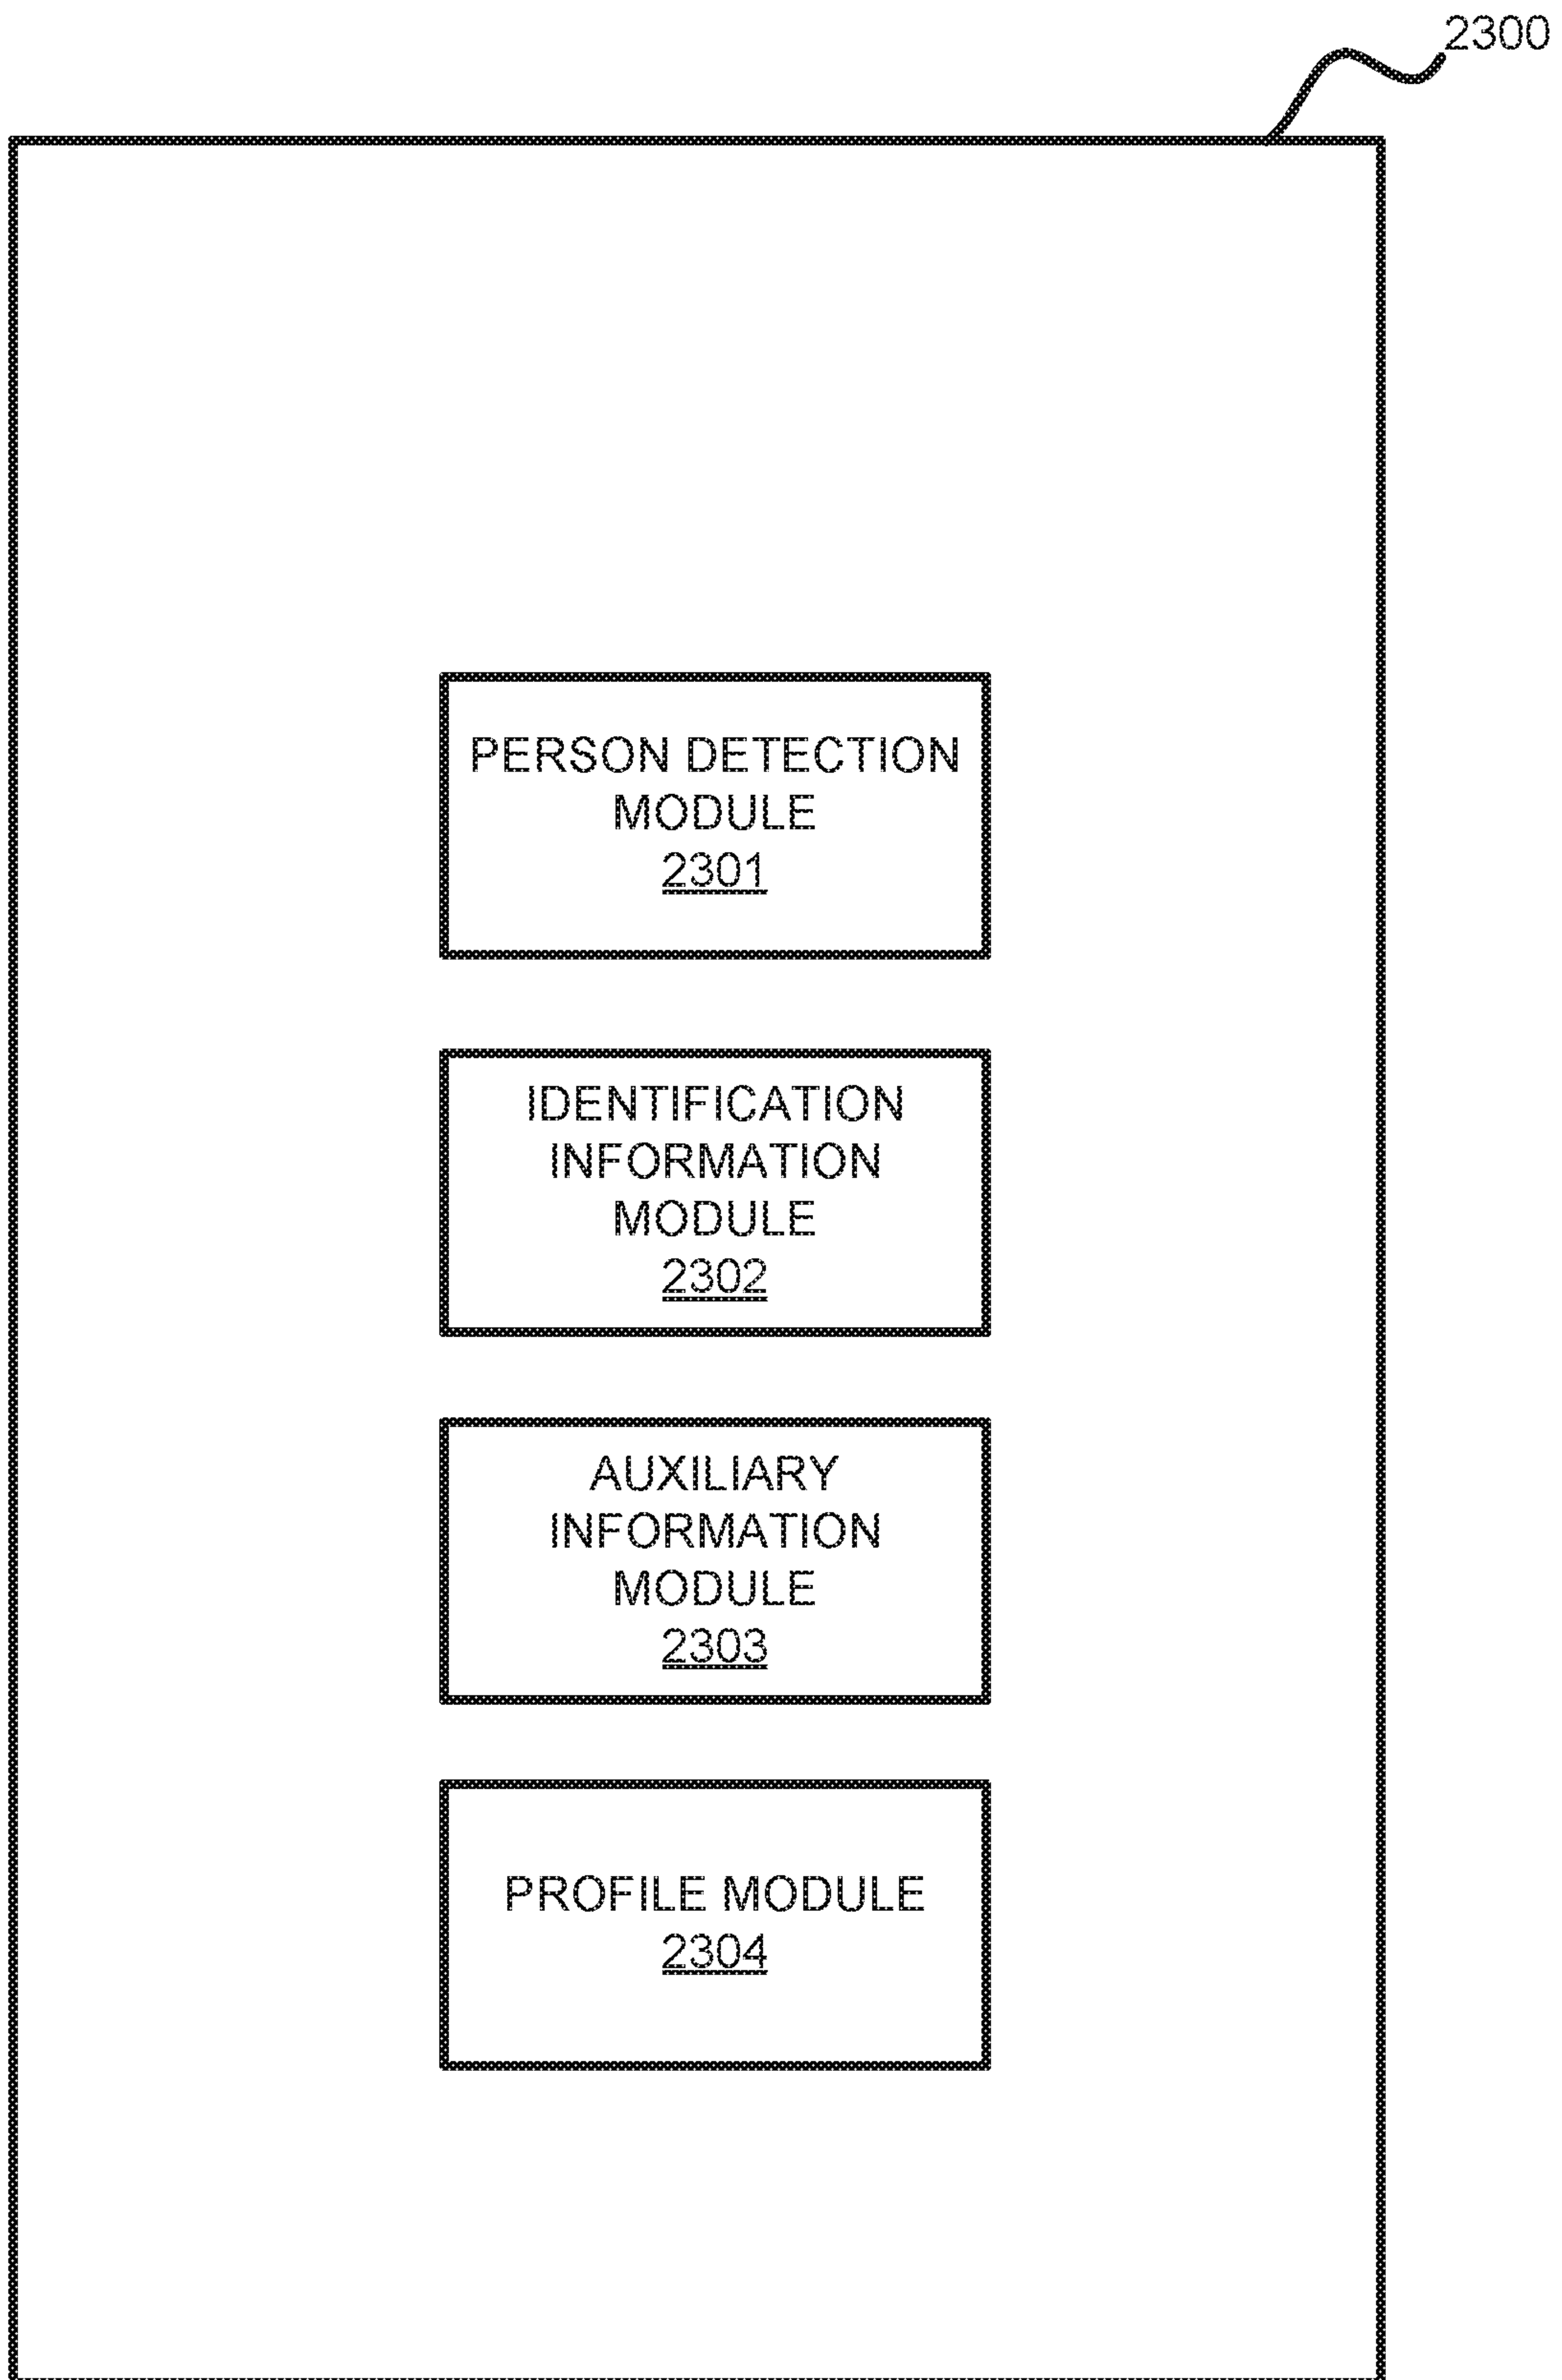 2300
PERSON DETECTION
MODULE
2301
IDENTIFICATION
INFORMATION
MODULE
2302
AUXILIARY
INFORMATION
MODULE
2303
PROFILE MODULE
2304